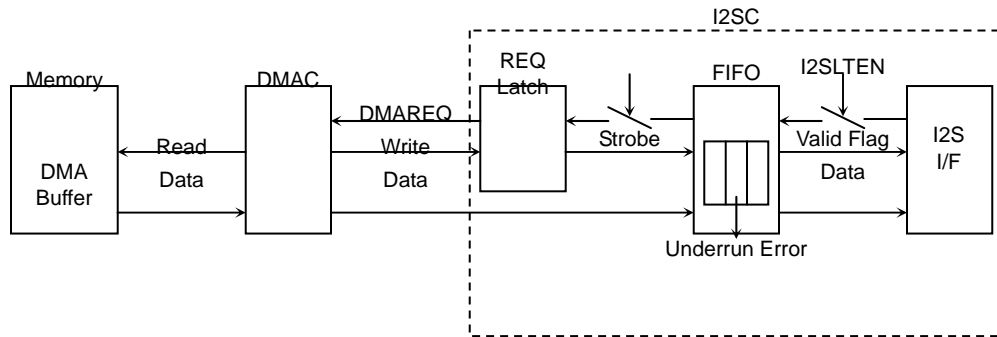 I2SC
Memory
DMAC
REQ
Latch
FIFO
I2SLTEN
DMAREQ
Strobe
Valid Flag
I2S
I/F
Read
Write
DMA
Buffer
Data
Data
Data
Underrun Error